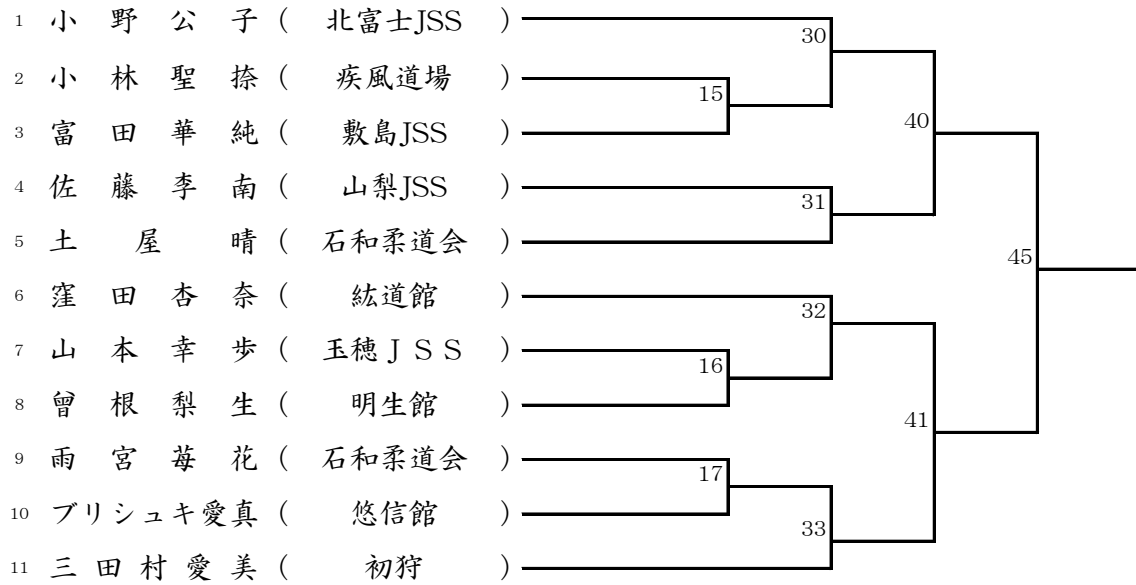 1 小野公子 ( 北富士JSS )
30
2 小林聖捺 ( 疾風道場 )
15
3 富田華純 ( 敷島JSS )
40
4 佐藤李南 ( 山梨JSS )
31
5 土屋晴 ( 石和柔道会 )
45
6 窪田杏奈 ( 紘道館 )
32
7 山本幸歩 ( 玉穂JSS )
16
8 曾根梨生 ( 明生館 )
41
9 雨宮苺花 ( 石和柔道会 )
17
10 ブリシュキ愛真 ( 悠信館 )
33
11 三田村愛美 ( 初狩 )